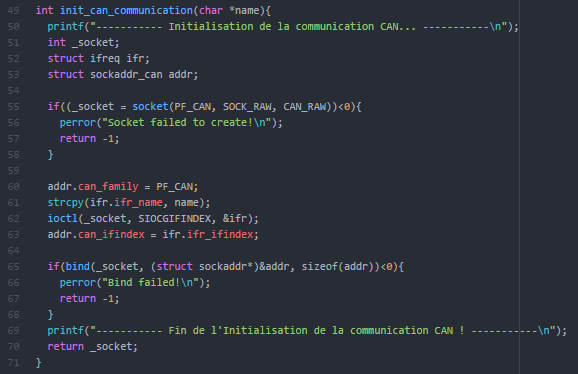 49 int init_can_communication(char *name){
50 printf("----------- Initialisation de la communication CAN... -----------\n");
51 int _socket;
52 struct ifreq ifr;
53 struct sockaddr_can addr;
54
55 if((_socket = socket(PF_CAN, SOCK_RAW, CAN_RAW))<0){
56 perror("Socket failed to create!\n");
57 return -1;
58 }
59
60 addr.can_family = PF_CAN;
61 strcpy(ifr.ifr_name, name);
62 ioctl(_socket, SIOCGIFINDEX, &ifr);
63 addr.can_ifindex = ifr.ifr_ifindex;
64
65 if(bind(_socket, (struct sockaddr*)&addr, sizeof(addr))<0){
66 perror("Bind failed!\n");
67 return -1;
68 }
69 printf("----------- Fin de l'Initialisation de la communication CAN ! -----------\n");
70 return _socket;
71 }